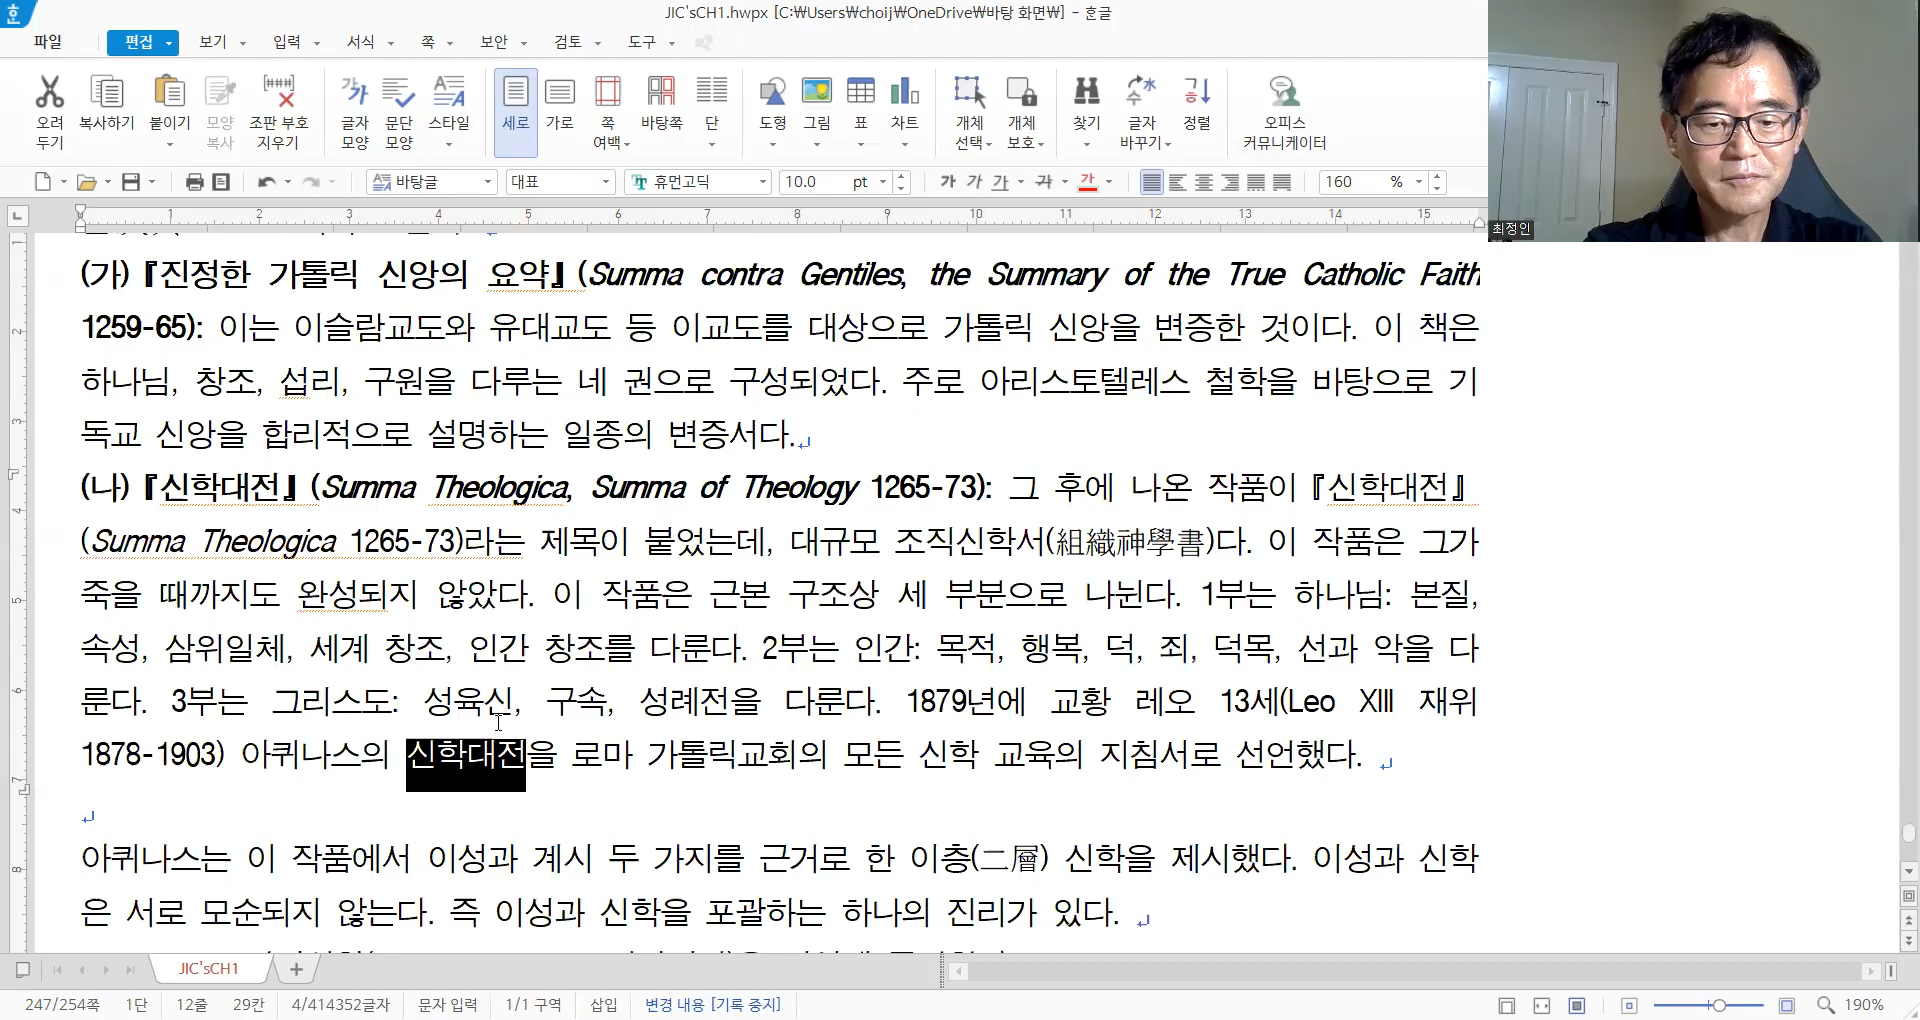 JIC'sCH1.hwpx [C:₩Users₩choij₩OneDrive₩바탕 화면₩] - 훈글
파일 편집 보기 입력 서식 쪽 보안 검토 도구
오려 두기 복사하기 붙이기 모양 복사 조판 부호 지우기 글자 모양 문단 모양 스타일 세로 가로 쪽 여백 바탕쪽 단 도형 그림 표 차트 개체 선택 개체 보호 찾기 글자 바꾸기 정렬 오피스 커뮤니케이터
바탕글 대표 휴먼고딕 10.0 pt 가 가 가 가 가 160 %
1 2 3 4 5 6 7 8 9 10 11 12 13 14 15
최정인
(가)『진정한 가톨릭 신앙의 요약』(Summa contra Gentiles, the Summary of the True Catholic Faith
1259-65): 이는 이슬람교도와 유대교도 등 이교도를 대상으로 가톨릭 신앙을 변증한 것이다. 이 책은
하나님, 창조, 섭리, 구원을 다루는 네 권으로 구성되었다. 주로 아리스토텔레스 철학을 바탕으로 기
독교 신앙을 합리적으로 설명하는 일종의 변증서다.
(나)『신학대전』(Summa Theologica, Summa of Theology 1265-73): 그 후에 나온 작품이『신학대전』
(Summa Theologica 1265-73)라는 제목이 붙었는데, 대규모 조직신학서(組織神學書)다. 이 작품은 그가
죽을 때까지도 완성되지 않았다. 이 작품은 근본 구조상 세 부분으로 나뉜다. 1부는 하나님: 본질,
속성, 삼위일체, 세계 창조, 인간 창조를 다룬다. 2부는 인간: 목적, 행복, 덕, 죄, 덕목, 선과 악을 다
룬다. 3부는 그리스도: 성육신, 구속, 성례전을 다룬다. 1879년에 교황 레오 13세(Leo XIII 재위
1878-1903) 아퀴나스의 신학대전을 로마 가톨릭교회의 모든 신학 교육의 지침서로 선언했다.
아퀴나스는 이 작품에서 이성과 계시 두 가지를 근거로 한 이층(二層) 신학을 제시했다. 이성과 신학
은 서로 모순되지 않는다. 즉 이성과 신학을 포괄하는 하나의 진리가 있다.
JIC'sCH1
247/254쪽 1단 12줄 29칸 4/414352글자 문자 입력 1/1 구역 삽입 변경 내용 [기록 중지] 190%